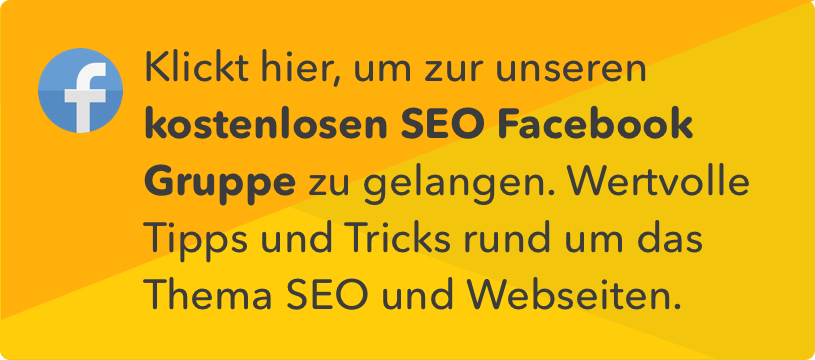 Klickt hier, um zur unseren
kostenlosen SEO Facebook
Gruppe zu gelangen. Wertvolle
Tipps und Tricks rund um das
Thema SEO und Webseiten.